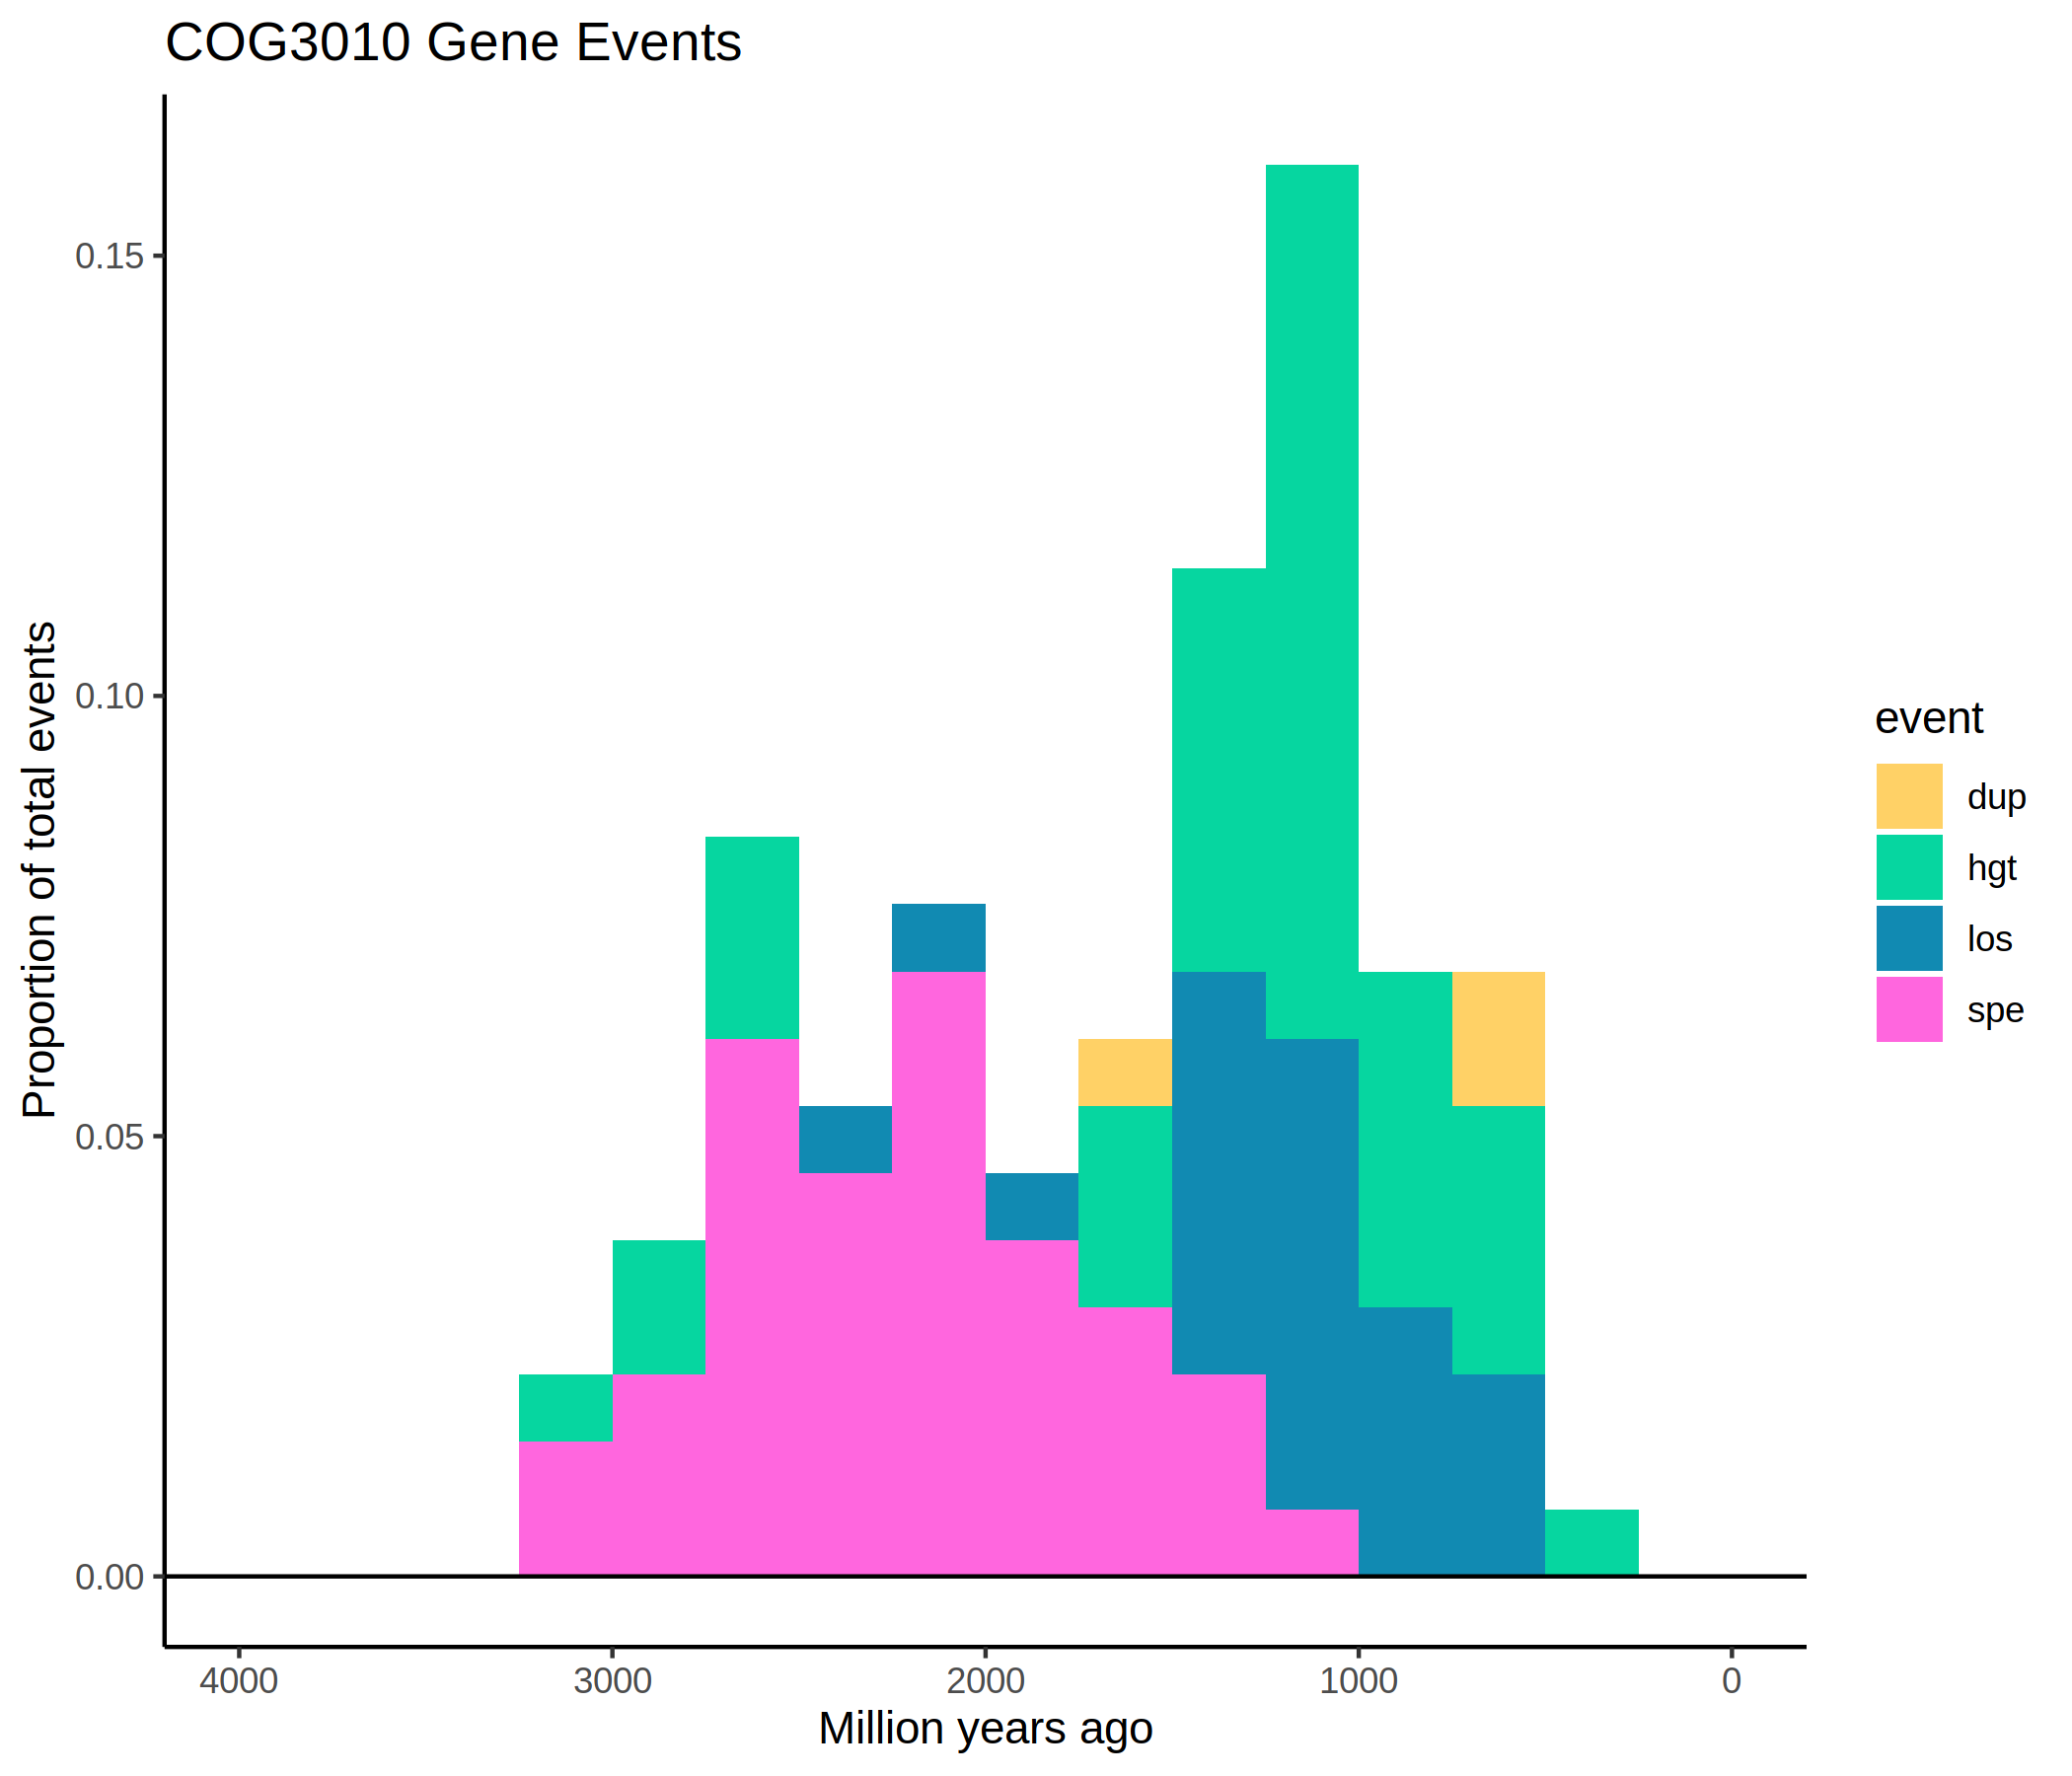 COG3010 Gene Events
Proportion of total events
0.15
0.10
0.05
0.00
4000 3000 2000 1000 0
Million years ago
event
dup
hgt
los
spe